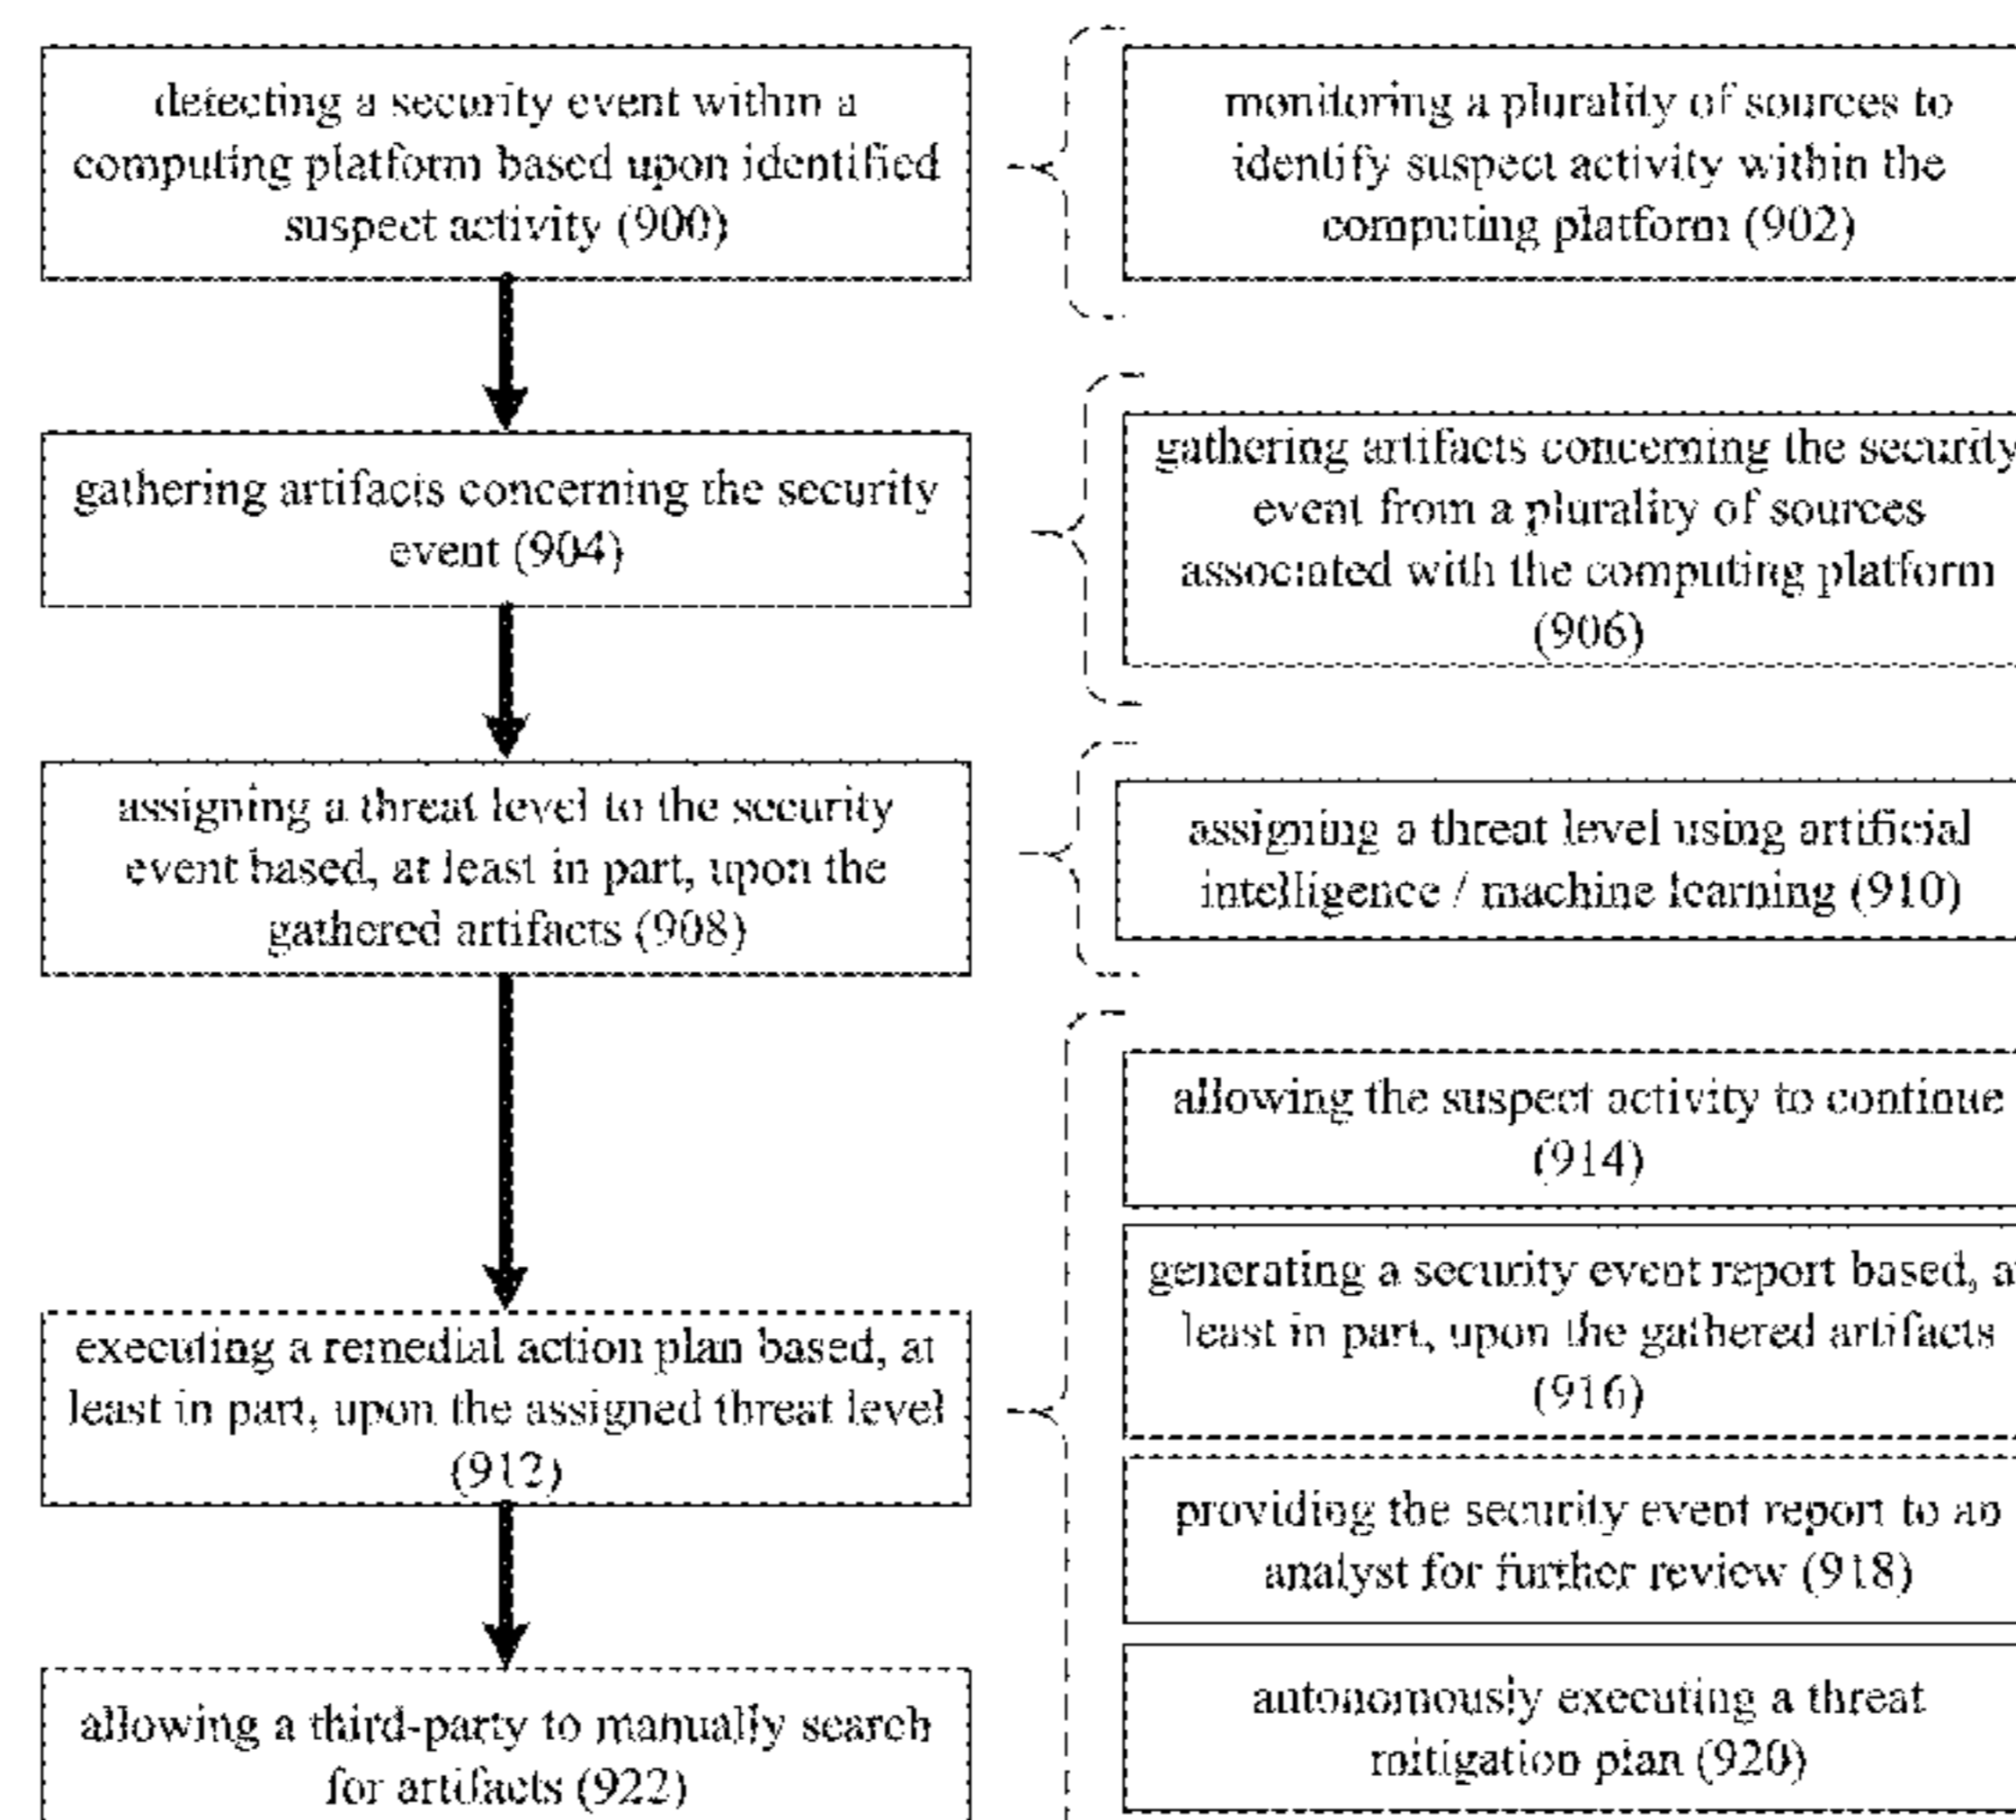 detecting a security event within a
computing platform based upon identified
suspect activity (900)
monitoring a plurality of sources to
identify suspect activity within the
computing platform (902)
gathering artifacts concerning the security
event (904)
gathering artifacts concerning the security
event from a plurality of sources
associated with the computing platform
(906)
assigning a threat level to the security
event based, at least in part, upon the
gathered artifacts (908)
assigning a threat level using artificial
intelligence / machine learning (910)
executing a remedial action plan based, at
least in part, upon the assigned threat level
(912)
allowing the suspect activity to continue
(914)
generating a security event report based, at
least in part, upon the gathered artifacts
(916)
providing the security event report to an
analyst for further review (918)
autonomously executing a threat
mitigation plan (920)
allowing a third-party to manually search
for artifacts (922)